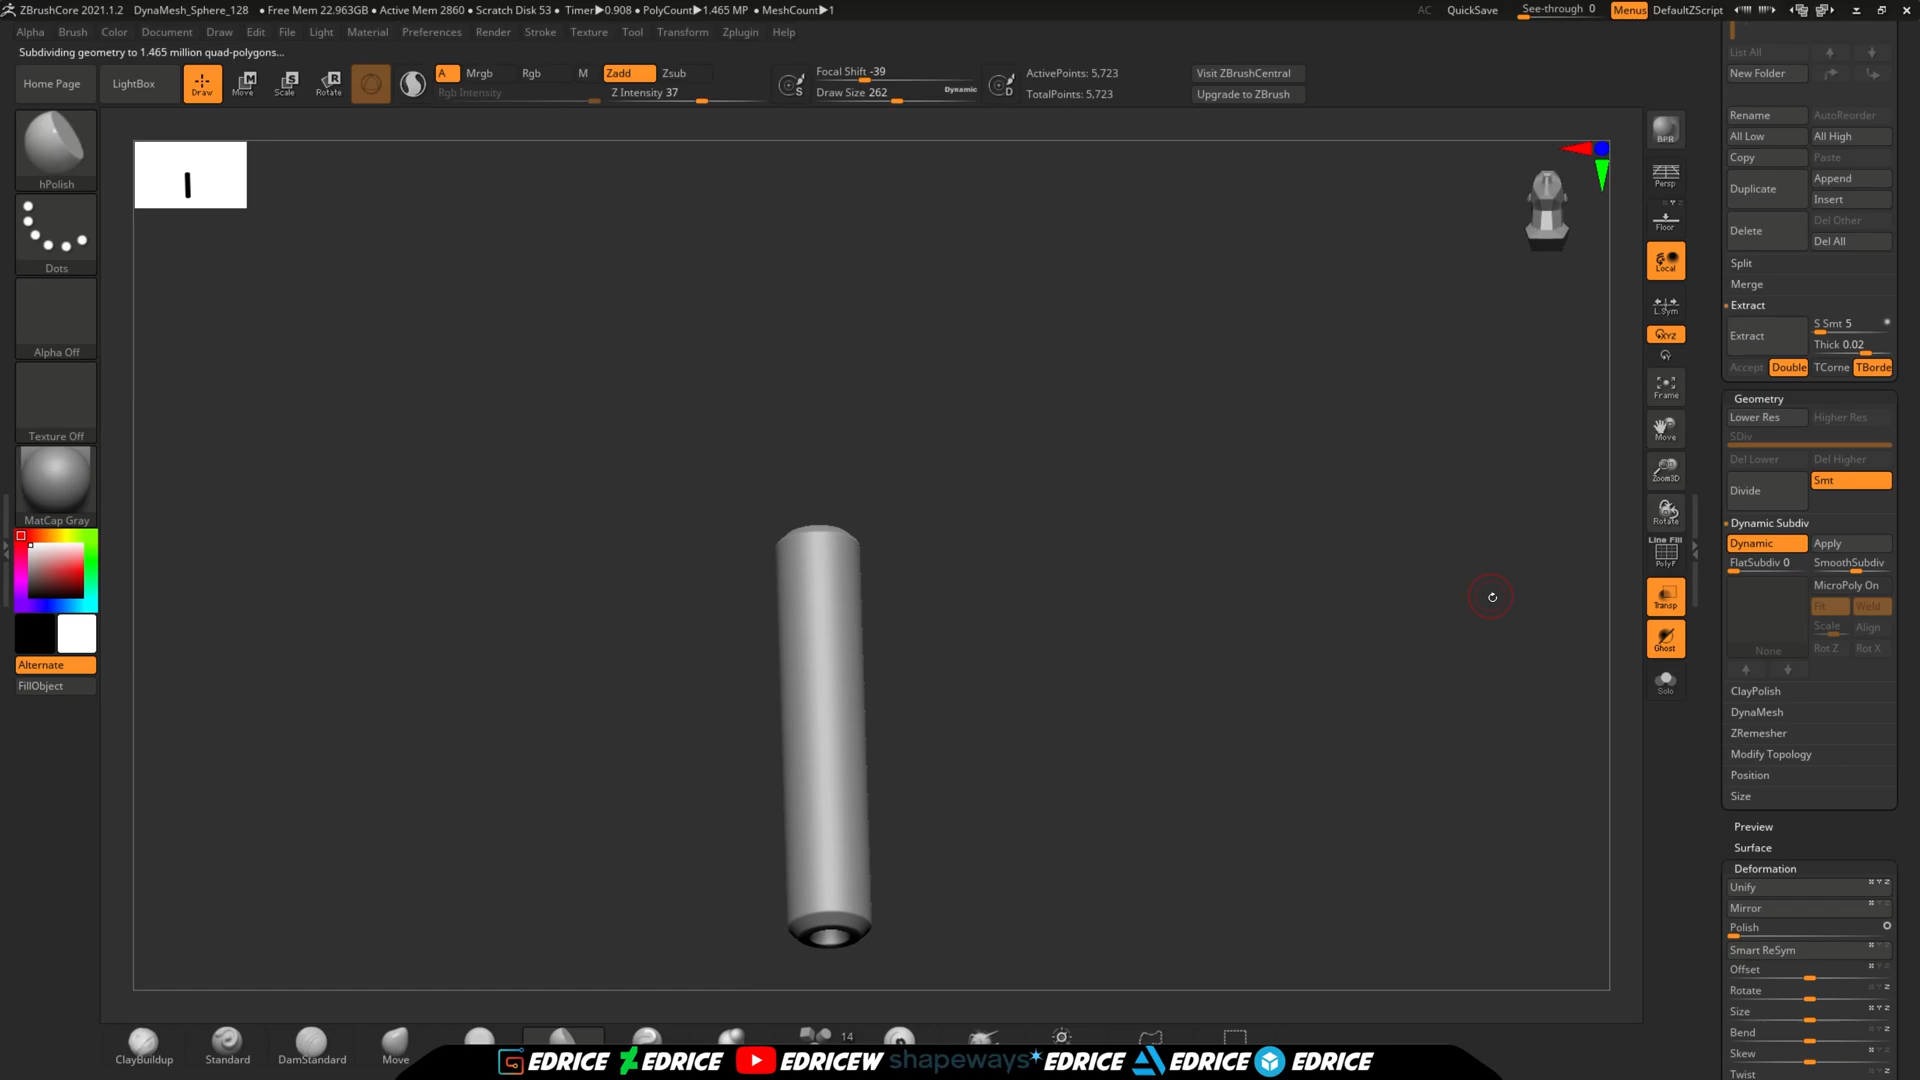 ZBrushCore 2021.1.2 DynaMesh_Sphere_128 ● Free Mem 22.963GB ● Active Mem 2860 ● Scratch Disk 53 ● Timer▶0.908 ● PolyCount▶1.465 MP ● MeshCount▶1 AC QuickSave See-through 0 Menus DefaultZScript
Alpha Brush Color Document Draw Edit File Light Macro Material Preferences Render Stroke Texture Tool Transform Zplugin Help
Subdividing geometry to 1.465 million quad-polygons...
Home Page LightBox Draw Move Scale Rotate A Mrgb Rgb M Zadd Zsub
Rgb Intensity Z Intensity 37
Focal Shift -39
Draw Size 262 Dynamic
ActivePoints: 5,723
TotalPoints: 5,723
Visit ZBrushCentral
Upgrade to ZBrush
hPolish
Dots
Alpha Off
Texture Off
MatCap Gray
Alternate
FillObject
BPR
Persp
Floor
Local
L.Sym
XYZ
Frame
Move
Zoom3D
Rotate
Line Fill
PolyF
Transp
Ghost
Solo
List All
New Folder
Rename AutoReorder
All Low All High
Copy Paste
Duplicate Append
Insert
Delete Del Other
Del All
Split
Merge
Extract
Extract S Smt 5
Thick 0.02
Accept Double TCorne TBorde
Geometry
Lower Res Higher Res
SDiv
Del Lower Del Higher
Divide Smt
Dynamic Subdiv
Dynamic Apply
FlatSubdiv 0 SmoothSubdiv
MicroPoly On
Fit Weld
Scale Align
None Rot Z Rot X
ClayPolish
DynaMesh
ZRemesher
Modify Topology
Position
Size
Preview
Surface
Deformation
Unify
Mirror
Polish
Smart ReSym
Offset
Rotate
Size
Bend
Skew
Twist
ClayBuildup Standard DamStandard Move 14
EDRICE EDRICE EDRICEW shapeways EDRICE EDRICE EDRICE